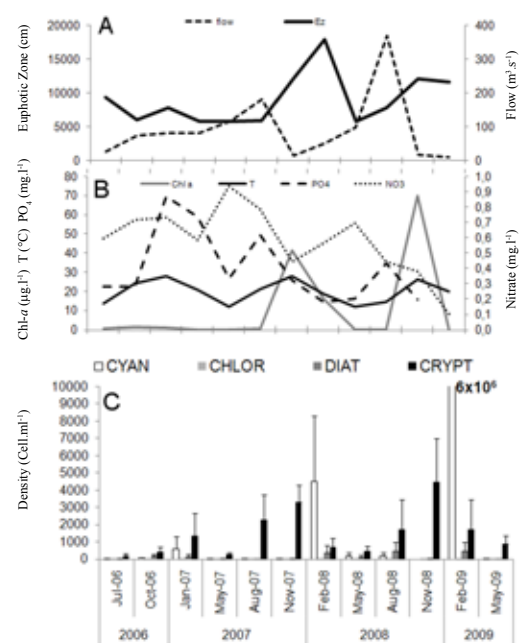 A
flow Ez
20000
15000
10000
5000
0
Euphotic Zone (cm)
400
300
200
100
0
Flow (m³.s⁻¹)
B
Chl a T PO4 NO3
80
70
60
50
40
30
20
10
0
Chl-a (µg.l⁻¹) T (°C) PO₄ (mg.l⁻¹)
1,0
0,9
0,8
0,7
0,6
0,5
0,4
0,3
0,2
0,1
0,0
Nitrate (mg.l⁻¹)
CYAN CHLOR DIAT CRYPT
C
6x10⁶
10000
9000
8000
7000
6000
5000
4000
3000
2000
1000
0
Density (Cell.ml⁻¹)
Jul-06 Oct-06 Jan-07 May-07 Aug-07 Nov-07 Feb-08 May-08 Aug-08 Nov-08 Feb-09 May-09
2006 2007 2008 2009